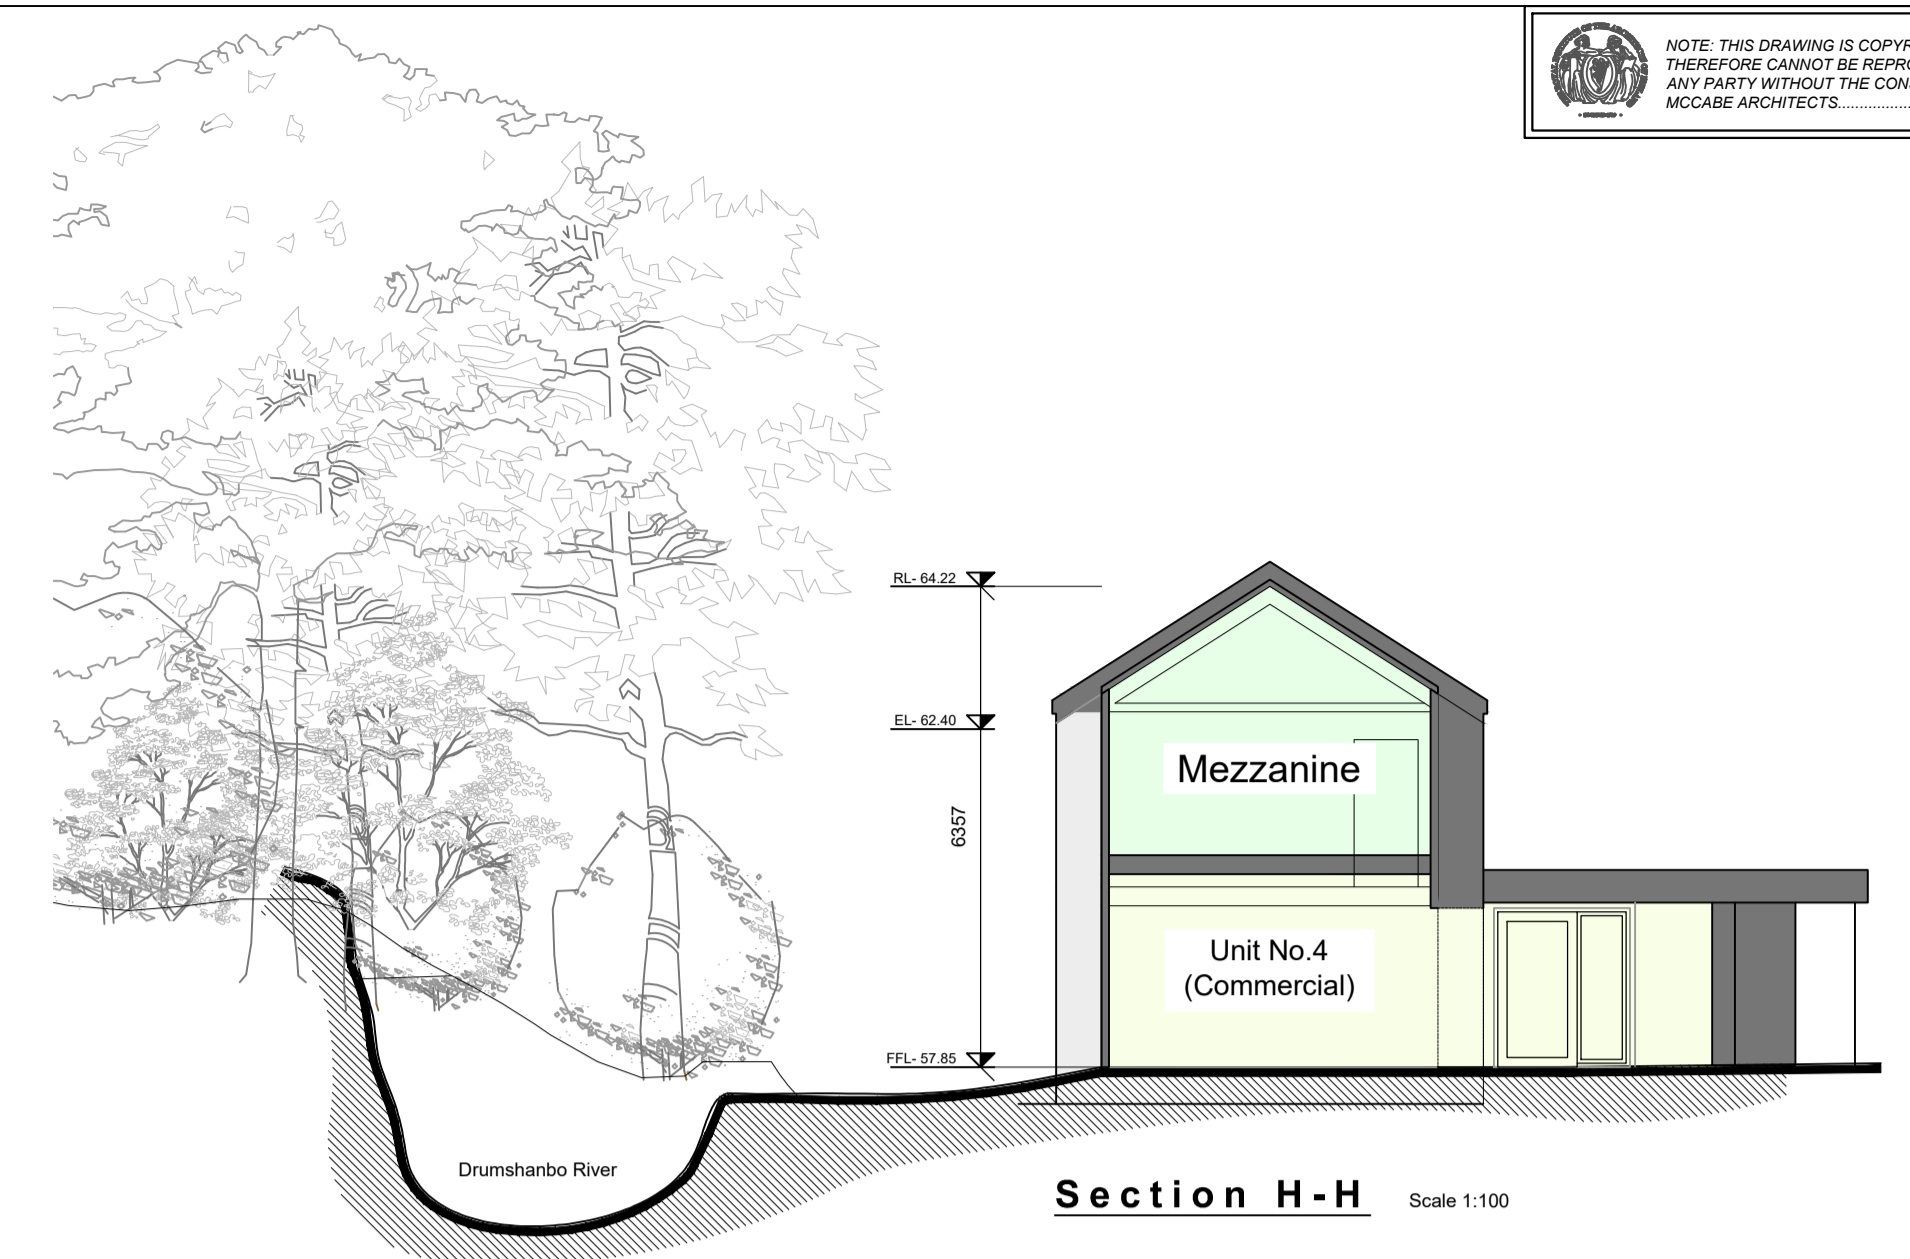 NOTE: THIS DRAWING IS COPYR
THEREFORE CANNOT BE REPRO
ANY PARTY WITHOUT THE CON
MCCABE ARCHITECTS..................
RL- 64.22
EL- 62.40
6357
FFL- 57.85
Mezzanine
Unit No.4
(Commercial)
Drumshanbo River
Section H-H
Scale 1:100